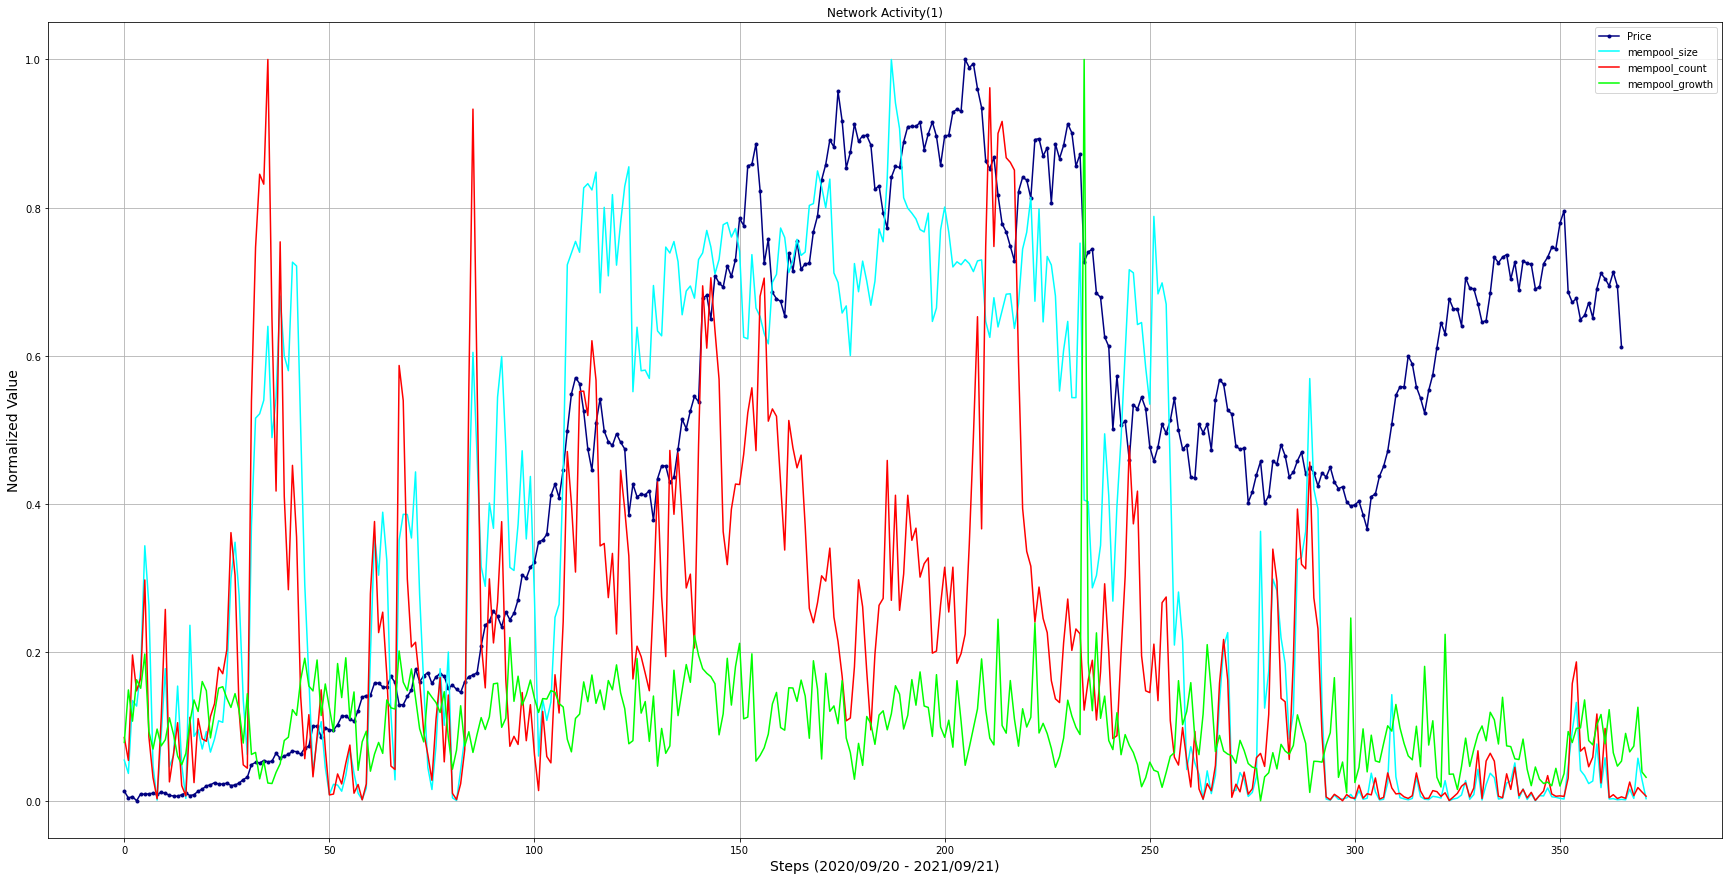 Network Activity(1)
Price
mempool_size
mempool_count
mempool_growth
Normalized Value
1.0
0.8
0.6
0.4
0.2
0.0
0 50 100 150 200 250 300 350
Steps (2020/09/20 - 2021/09/21)